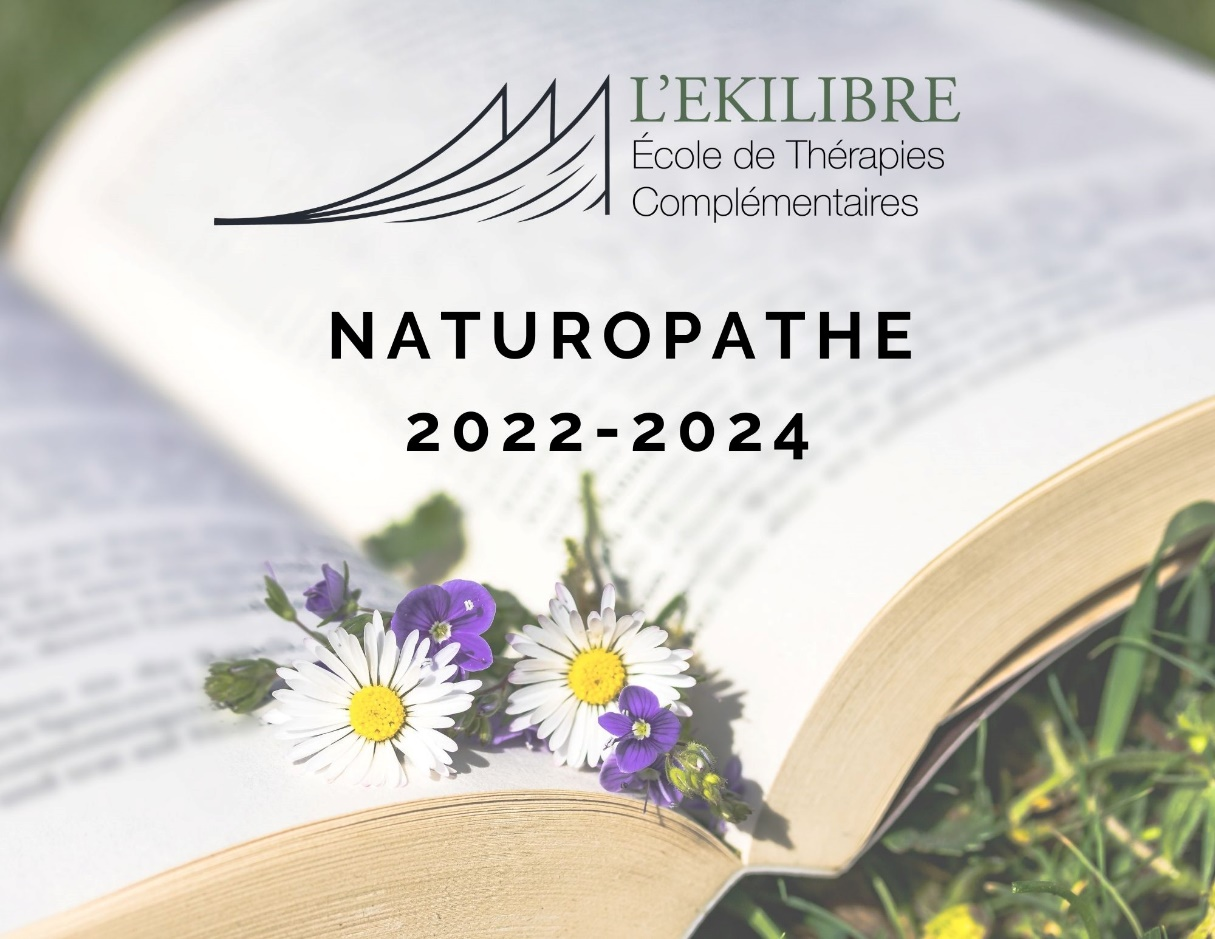 L'EKILIBRE
École de Thérapies
Complémentaires
NATUROPATHE
2022-2024